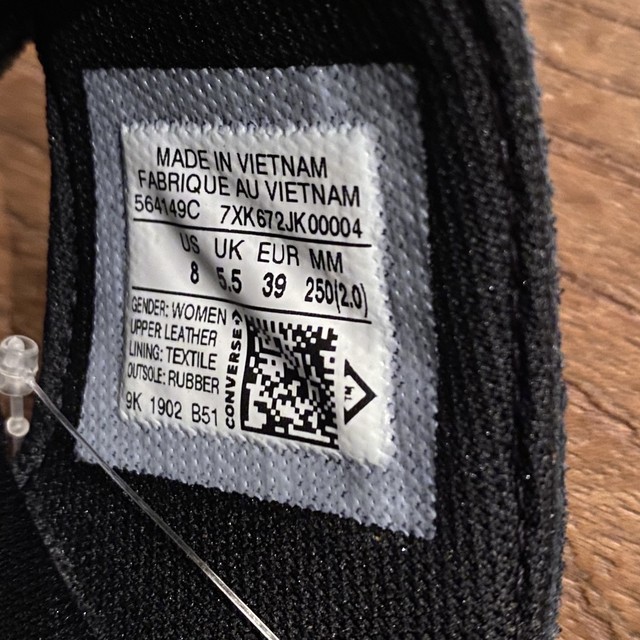 MADE IN VIETNAM
FABRIQUE AU VIETNAM
564149C 7XK672JK00004
US UK EUR MM
8 5.5 39 250(2.0)
GENDER: WOMEN
UPPER LEATHER
LINING: TEXTILE
OUTSOLE: RUBBER
9K 1902 B51
CONVERSE
TM